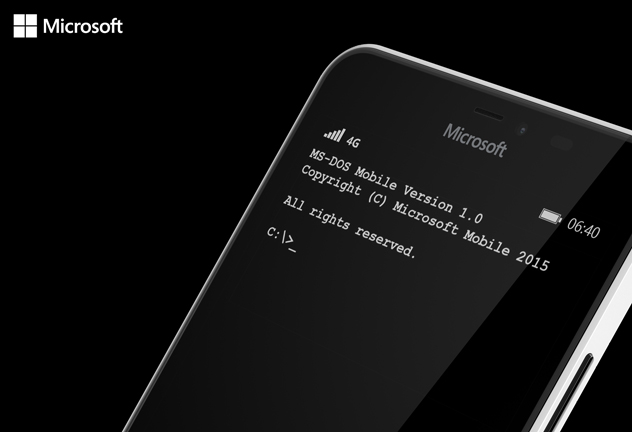 Microsoft
Microsoft
4G
06:40
MS-DOS Mobile Version 1.0
Copyright (C) Microsoft Mobile 2015
All rights reserved.
C:\>_